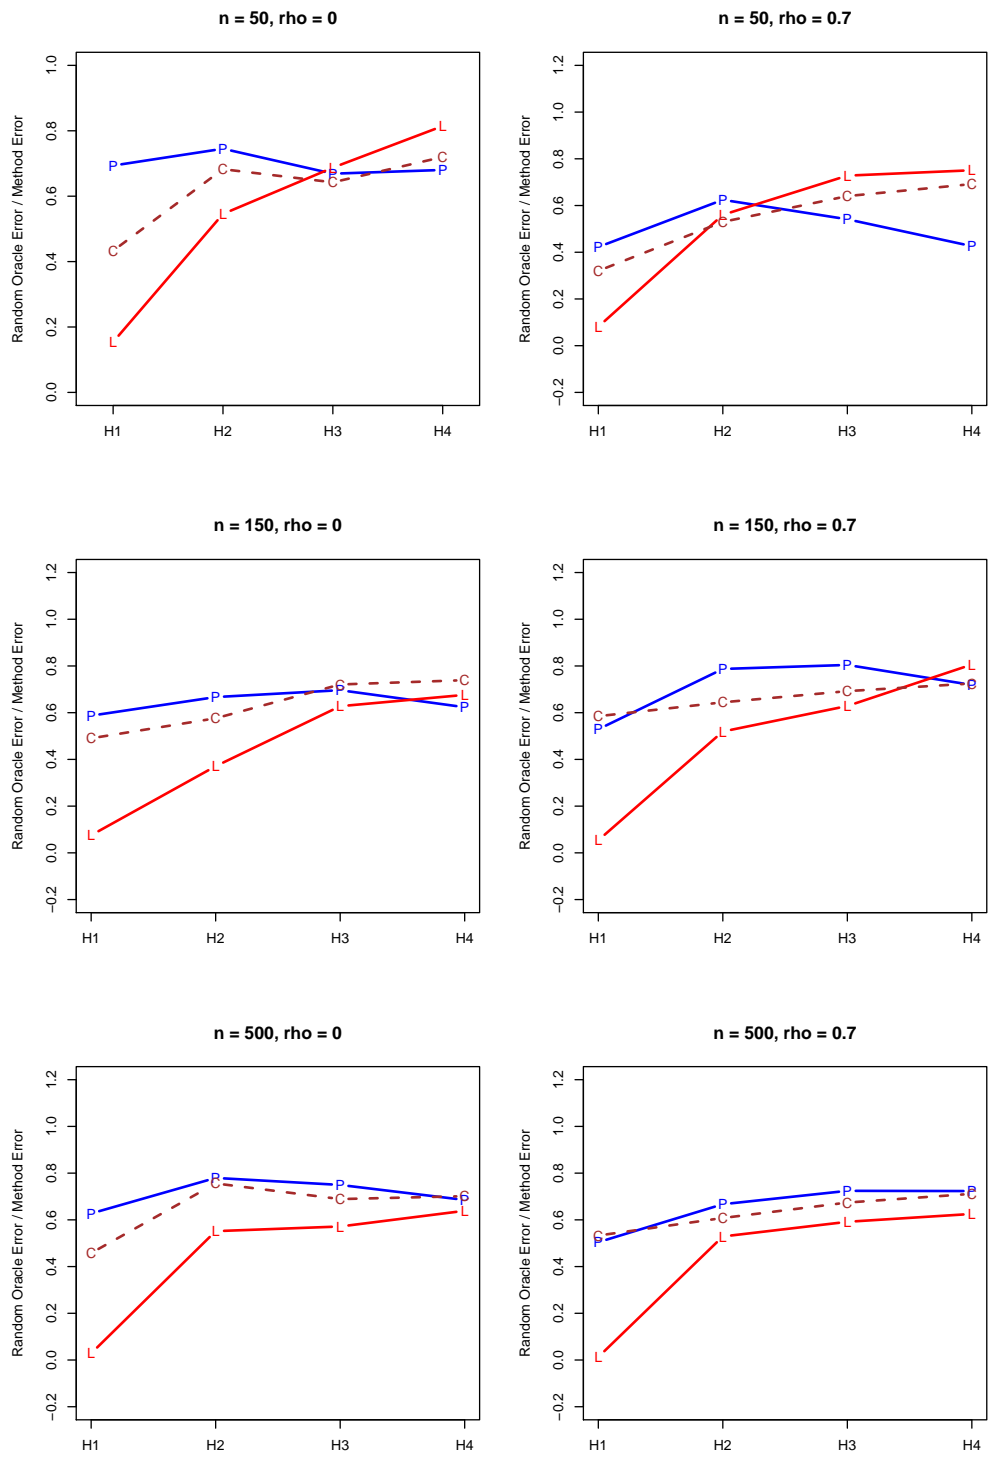 n = 50, rho = 0
Random Oracle Error / Method Error
0.0 0.2 0.4 0.6 0.8 1.0
P P P P
C C C C
L L L L
H1 H2 H3 H4
n = 50, rho = 0.7
Random Oracle Error / Method Error
−0.2 0.0 0.2 0.4 0.6 0.8 1.0 1.2
P P P P
C C C C
L L L L
H1 H2 H3 H4
n = 150, rho = 0
Random Oracle Error / Method Error
−0.2 0.0 0.2 0.4 0.6 0.8 1.0 1.2
P P P P
C C C C
L L L L
H1 H2 H3 H4
n = 150, rho = 0.7
Random Oracle Error / Method Error
−0.2 0.0 0.2 0.4 0.6 0.8 1.0 1.2
P P P P
C C C C
L L L L
H1 H2 H3 H4
n = 500, rho = 0
Random Oracle Error / Method Error
−0.2 0.0 0.2 0.4 0.6 0.8 1.0 1.2
P P P P
C C C C
L L L L
H1 H2 H3 H4
n = 500, rho = 0.7
Random Oracle Error / Method Error
−0.2 0.0 0.2 0.4 0.6 0.8 1.0 1.2
P P P P
C C C C
L L L L
H1 H2 H3 H4